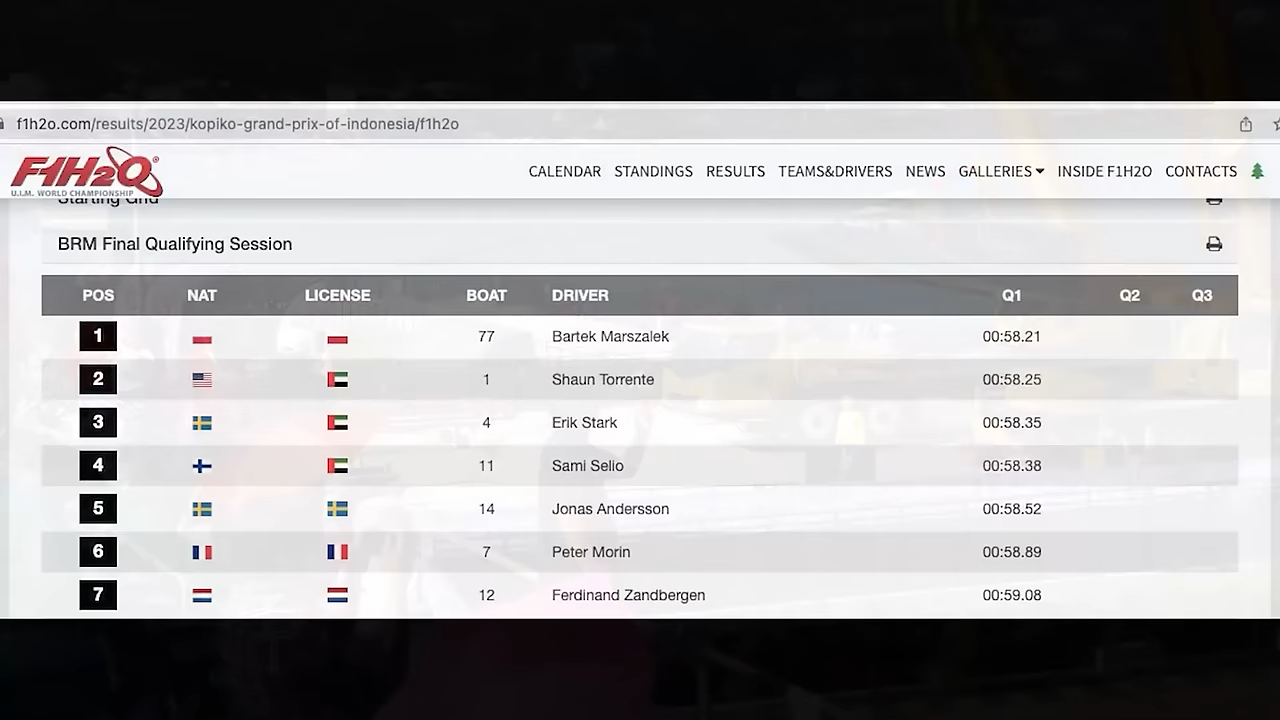 f1h2o.com/results/2023/kopiko-grand-prix-of-indonesia/f1h2o
F1H2O®
U.I.M. WORLD CHAMPIONSHIP
CALENDAR STANDINGS RESULTS TEAMS&DRIVERS NEWS GALLERIES INSIDE F1H2O CONTACTS
Starting Grid
BRM Final Qualifying Session
POS NAT LICENSE BOAT DRIVER Q1 Q2 Q3
1 77 Bartek Marszalek 00:58.21
2 1 Shaun Torrente 00:58.25
3 4 Erik Stark 00:58.35
4 11 Sami Selio 00:58.38
5 14 Jonas Andersson 00:58.52
6 7 Peter Morin 00:58.89
7 12 Ferdinand Zandbergen 00:59.08